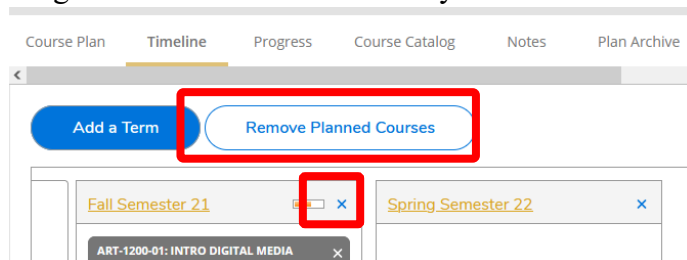 Course Plan Timeline Progress Course Catalog Notes Plan Archive
Add a Term Remove Planned Courses
Fall Semester 21 Spring Semester 22
ART-1200-01: INTRO DIGITAL MEDIA